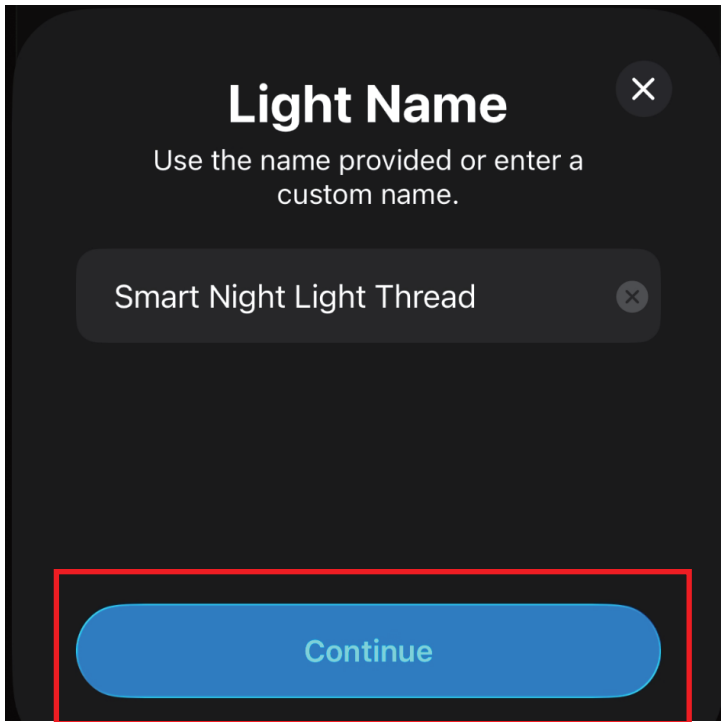 Light Name
Use the name provided or enter a
custom name.
Smart Night Light Thread
Continue